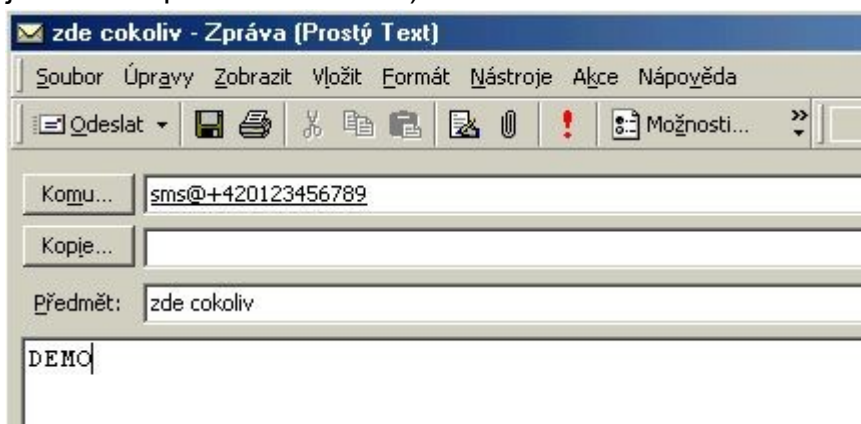 zde cokoliv - Zpráva (Prostý Text)
Soubor Úpravy Zobrazit Vložit Formát Nástroje Akce Nápověda
Odeslat Možnosti...
Komu... sms@+420123456789
Kopie...
Předmět: zde cokoliv
DEMO